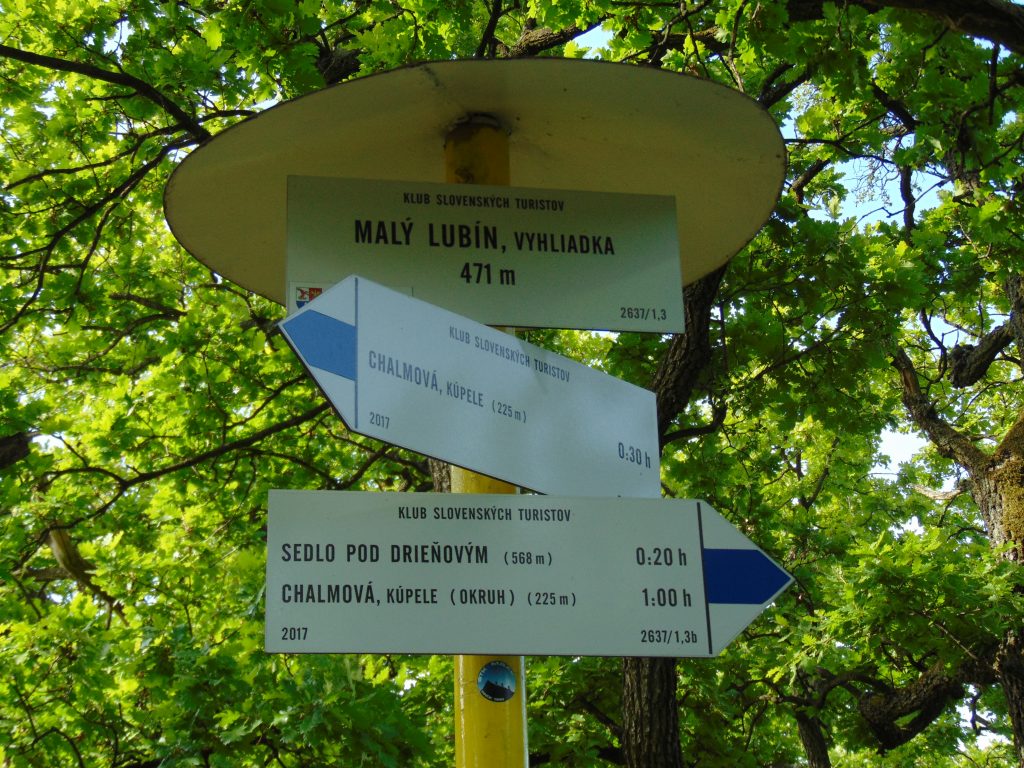 KLUB SLOVENSKÝCH TURISTOV
MALÝ LUBÍN, VYHLIADKA
471 m
2637/1,3
KLUB SLOVENSKÝCH TURISTOV
CHALMOVÁ, KÚPELE (225 m)
2017
0:30 h
KLUB SLOVENSKÝCH TURISTOV
SEDLO POD DRIEŇOVÝM (568 m) 0:20 h
CHALMOVÁ, KÚPELE (OKRUH) (225 m) 1:00 h
2017 2637/1,3b